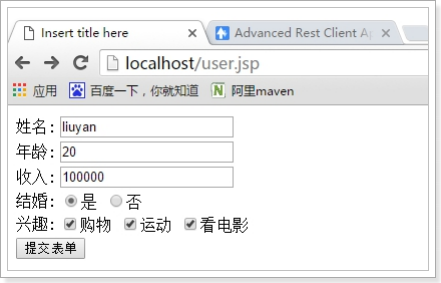 Insert title here
Advanced Rest Client Ap
localhost/user.jsp
应用 百度一下，你就知道 阿里maven
姓名: liuyan
年龄: 20
收入: 100000
结婚: 是 否
兴趣: 购物 运动 看电影
提交表单